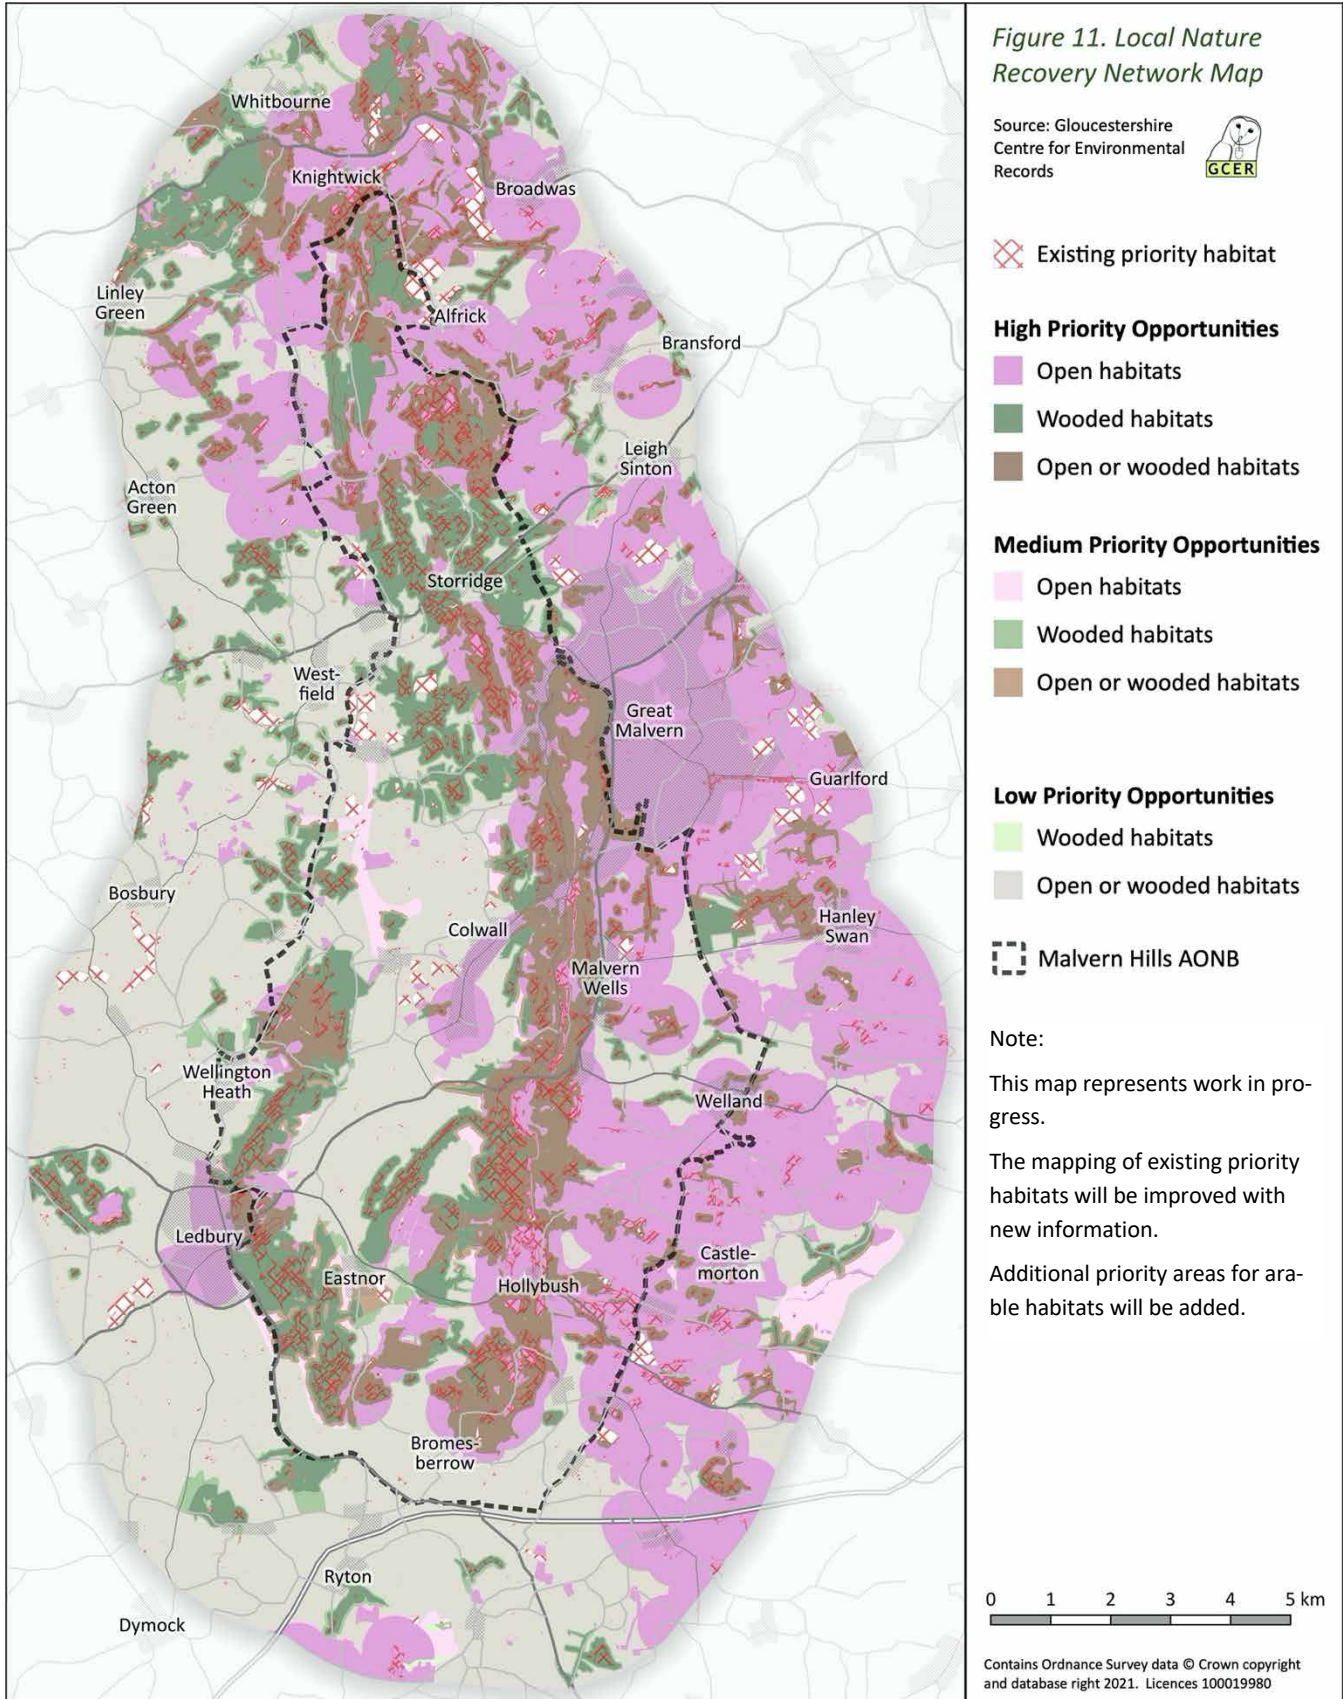 Figure 11. Local Nature
Recovery Network Map
Source: Gloucestershire
Centre for Environmental
Records
GCER
Existing priority habitat
High Priority Opportunities
Open habitats
Wooded habitats
Open or wooded habitats
Medium Priority Opportunities
Open habitats
Wooded habitats
Open or wooded habitats
Low Priority Opportunities
Wooded habitats
Open or wooded habitats
Malvern Hills AONB
Note:
This map represents work in pro-
gress.
The mapping of existing priority
habitats will be improved with
new information.
Additional priority areas for ara-
ble habitats will be added.
0 1 2 3 4 5 km
Contains Ordnance Survey data © Crown copyright
and database right 2021. Licences 100019980
Whitbourne
Knightwick
Broadwas
Linley
Green
Alfrick
Bransford
Leigh
Sinton
Acton
Green
Storridge
West-
field
Great
Malvern
Guarlford
Bosbury
Colwall
Hanley
Swan
Malvern
Wells
Wellington
Heath
Welland
Ledbury
Eastnor
Castle-
morton
Hollybush
Bromes-
berrow
Ryton
Dymock